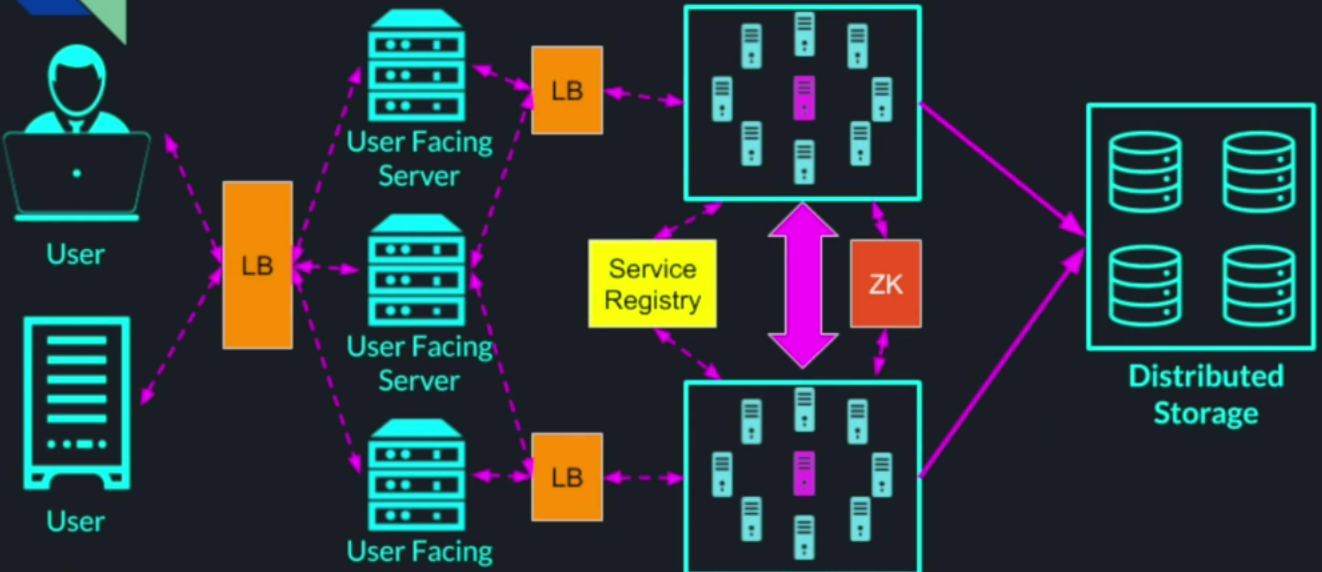 User
User
LB
User Facing
Server
User Facing
Server
User Facing
LB
LB
Service
Registry
ZK
Distributed
Storage